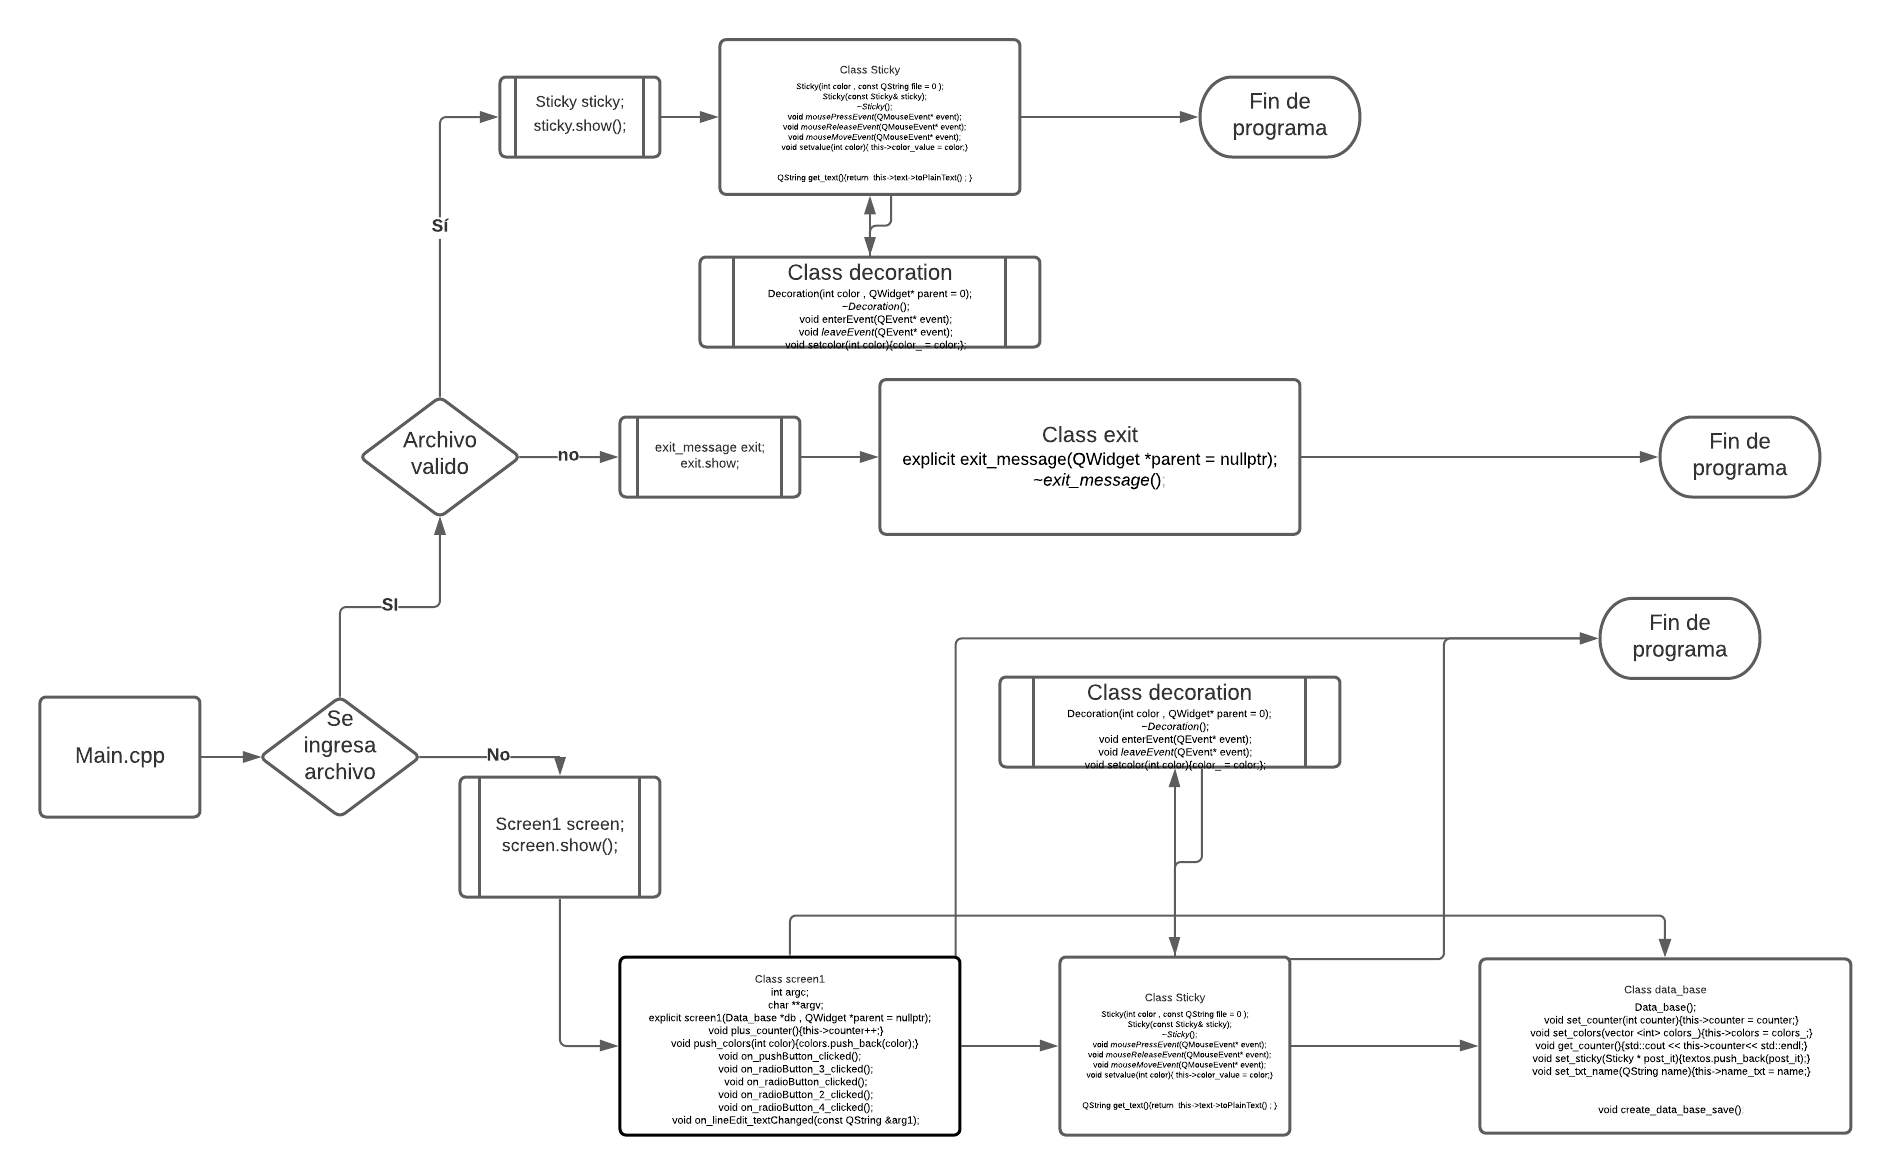 Class Sticky
Sticky(int color , const QString file = 0 );
Sticky(const Sticky& sticky);
~Sticky();
void mousePressEvent(QMouseEvent* event);
void mouseReleaseEvent(QMouseEvent* event);
void mouseMoveEvent(QMouseEvent* event);
void setvalue(int color){ this->color_value = color;}
QString get_text(){return  this->text->toPlainText() ; }
Sticky sticky;
sticky.show();
Fin de
programa
Sí
Class decoration
Decoration(int color , QWidget* parent = 0);
~Decoration();
void enterEvent(QEvent* event);
void leaveEvent(QEvent* event);
void setcolor(int color){color_ = color;};
Archivo
valido
no
exit_message exit;
exit.show;
Class exit
explicit exit_message(QWidget *parent = nullptr);
~exit_message();
Fin de
programa
SI
Fin de
programa
Main.cpp
Se
ingresa
archivo
No
Screen1 screen;
screen.show();
Class decoration
Decoration(int color , QWidget* parent = 0);
~Decoration();
void enterEvent(QEvent* event);
void leaveEvent(QEvent* event);
void setcolor(int color){color_ = color;};
Class screen1
int argc;
char **argv;
explicit screen1(Data_base *db , QWidget *parent = nullptr);
void plus_counter(){this->counter++;}
void push_colors(int color){colors.push_back(color);}
void on_pushButton_clicked();
void on_radioButton_3_clicked();
void on_radioButton_clicked();
void on_radioButton_2_clicked();
void on_radioButton_4_clicked();
void on_lineEdit_textChanged(const QString &arg1);
Class Sticky
Sticky(int color , const QString file = 0 );
Sticky(const Sticky& sticky);
~Sticky();
void mousePressEvent(QMouseEvent* event);
void mouseReleaseEvent(QMouseEvent* event);
void mouseMoveEvent(QMouseEvent* event);
void setvalue(int color){ this->color_value = color;}
QString get_text(){return  this->text->toPlainText() ; }
Class data_base
Data_base();
void set_counter(int counter){this->counter = counter;}
void set_colors(vector <int> colors_){this->colors = colors_;}
void get_counter(){std::cout << this->counter<< std::endl;}
void set_sticky(Sticky * post_it){textos.push_back(post_it);}
void set_txt_name(QString name){this->name_txt = name;}
void create_data_base_save();